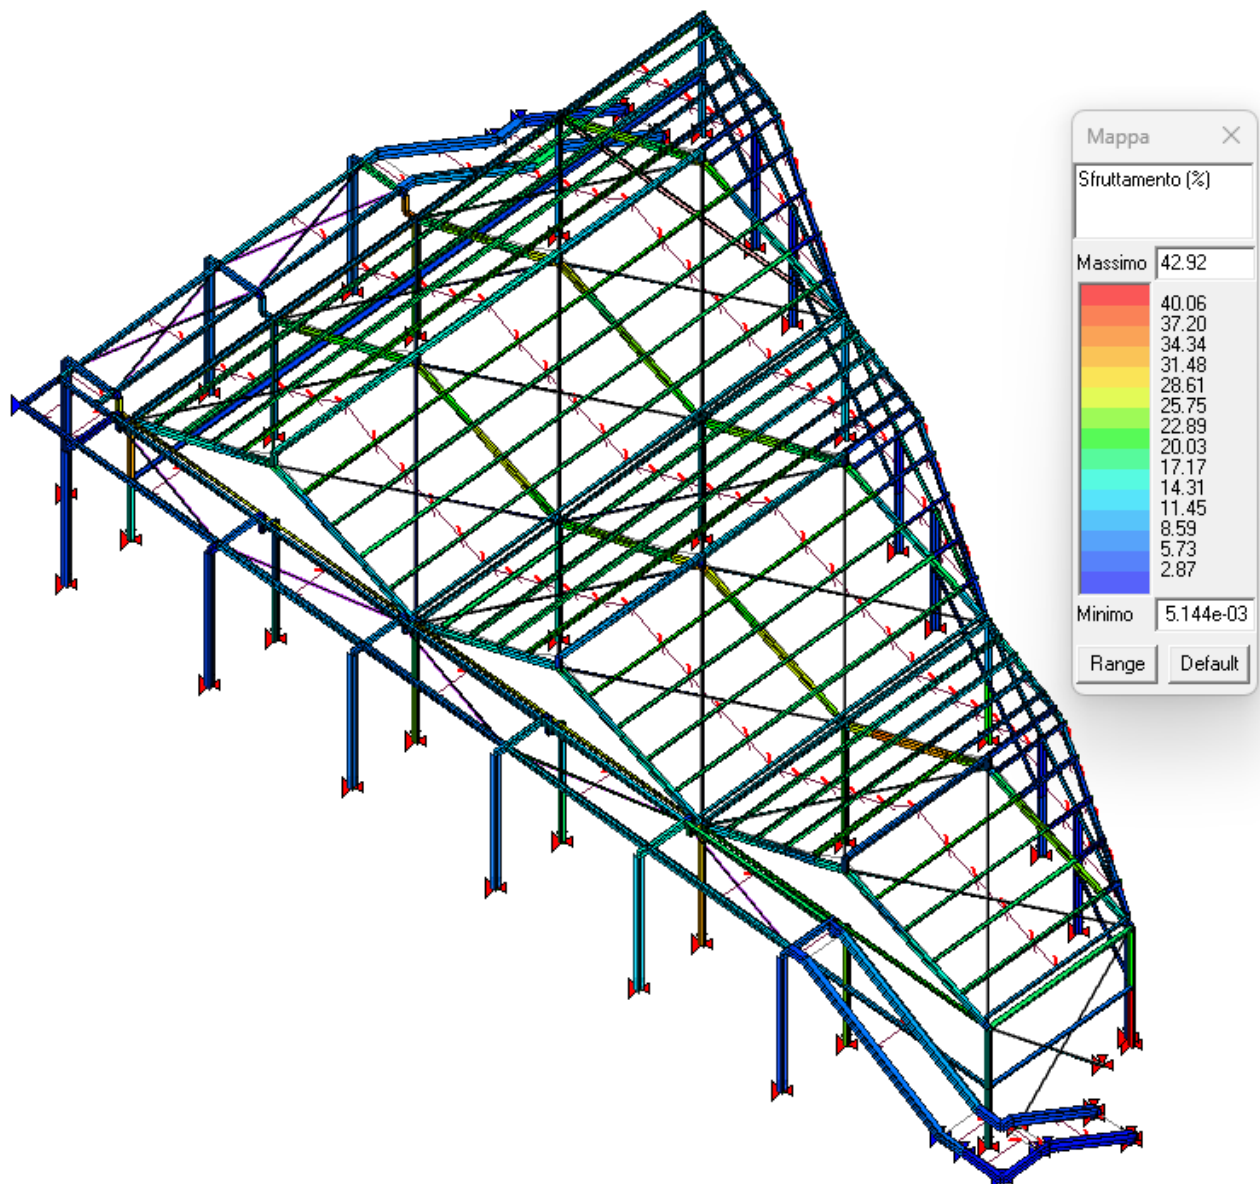 Mappa
Sfruttamento (%)
Massimo 42.92
40.06
37.20
34.34
31.48
28.61
25.75
22.89
20.03
17.17
14.31
11.45
8.59
5.73
2.87
Minimo 5.144e-03
Range Default